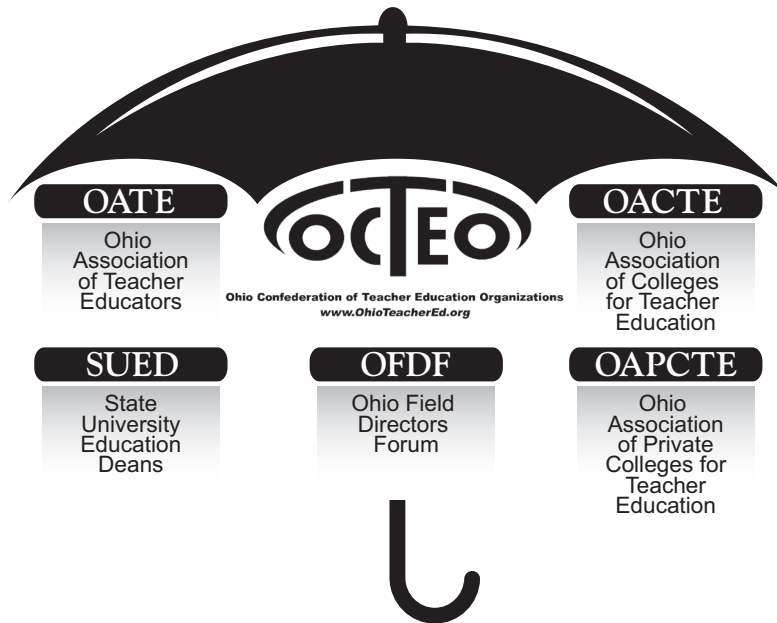 OATE
Ohio
Association
of Teacher
Educators
OCTEO
Ohio Confederation of Teacher Education Organizations
www.OhioTeacherEd.org
OACTE
Ohio
Association
of Colleges
for Teacher
Education
SUED
State
University
Education
Deans
OFDF
Ohio Field
Directors
Forum
OAPCTE
Ohio
Association
of Private
Colleges for
Teacher
Education